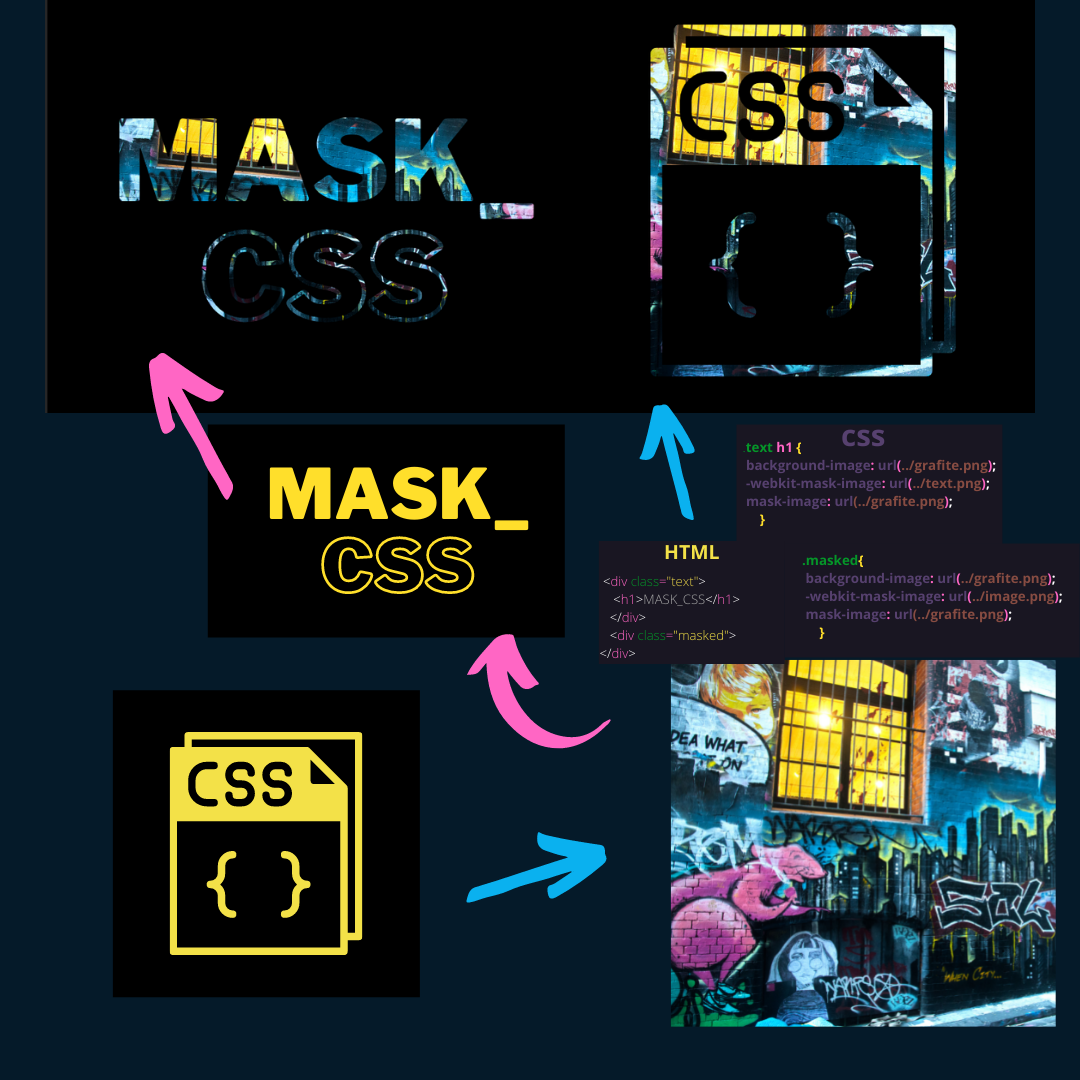 MASK_
CSS
CSS
{ }
MASK_
CSS
CSS
text h1 {
background-image: url(../grafite.png);
-webkit-mask-image: url(../text.png);
mask-image: url(../grafite.png);
}
HTML
<div class="text">
<h1>MASK_CSS</h1>
</div>
<div class="masked">
</div>
.masked{
background-image: url(../grafite.png);
-webkit-mask-image: url(../image.png);
mask-image: url(../grafite.png);
}
CSS
{ }
DEA WHAT
ON
SOL
WHEN CITY...